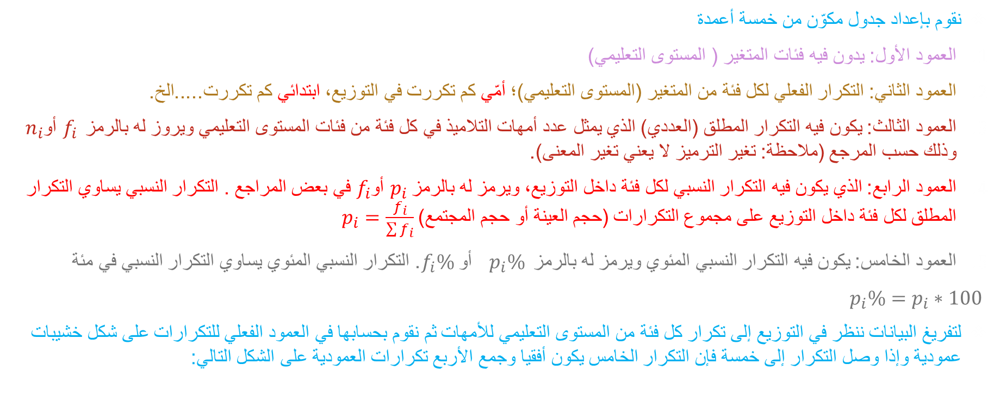 نقوم بإعداد جدول مكوّن من خمسة أعمدة
العمود الأول: يدون فيه فئات المتغير ( المستوى التعليمي)
العمود الثاني: التكرار الفعلي لكل فئة من المتغير (المستوى التعليمي)؛ أمّي كم تكررت في التوزيع، ابتدائي كم تكررت.....الخ.
العمود الثالث: يكون فيه التكرار المطلق (العددي) الذي يمثل عدد أمهات التلاميذ في كل فئة من فئات المستوى التعليمي ويروز له بالرمز f_i أو n_i
وذلك حسب المرجع (ملاحظة: تغير الترميز لا يعني تغير المعنى).
العمود الرابع: الذي يكون فيه التكرار النسبي لكل فئة داخل التوزيع، ويرمز له بالرمز p_i أو f_i في بعض المراجع . التكرار النسبي يساوي التكرار
المطلق لكل فئة داخل التوزيع على مجموع التكرارات (حجم العينة أو حجم المجتمع) p_i = f_i / ∑ f_i
العمود الخامس: يكون فيه التكرار النسبي المئوي ويرمز له بالرمز p_i% أو f_i%. التكرار النسبي المئوي يساوي التكرار النسبي في مئة
p_i% = p_i * 100
لتفريغ البيانات ننظر في التوزيع إلى تكرار كل فئة من المستوى التعليمي للأمهات ثم نقوم بحسابها في العمود الفعلي للتكرارات على شكل خشيبات
عمودية وإذا وصل التكرار إلى خمسة فإن التكرار الخامس يكون أفقيا وجمع الأربع تكرارات العمودية على الشكل التالي: